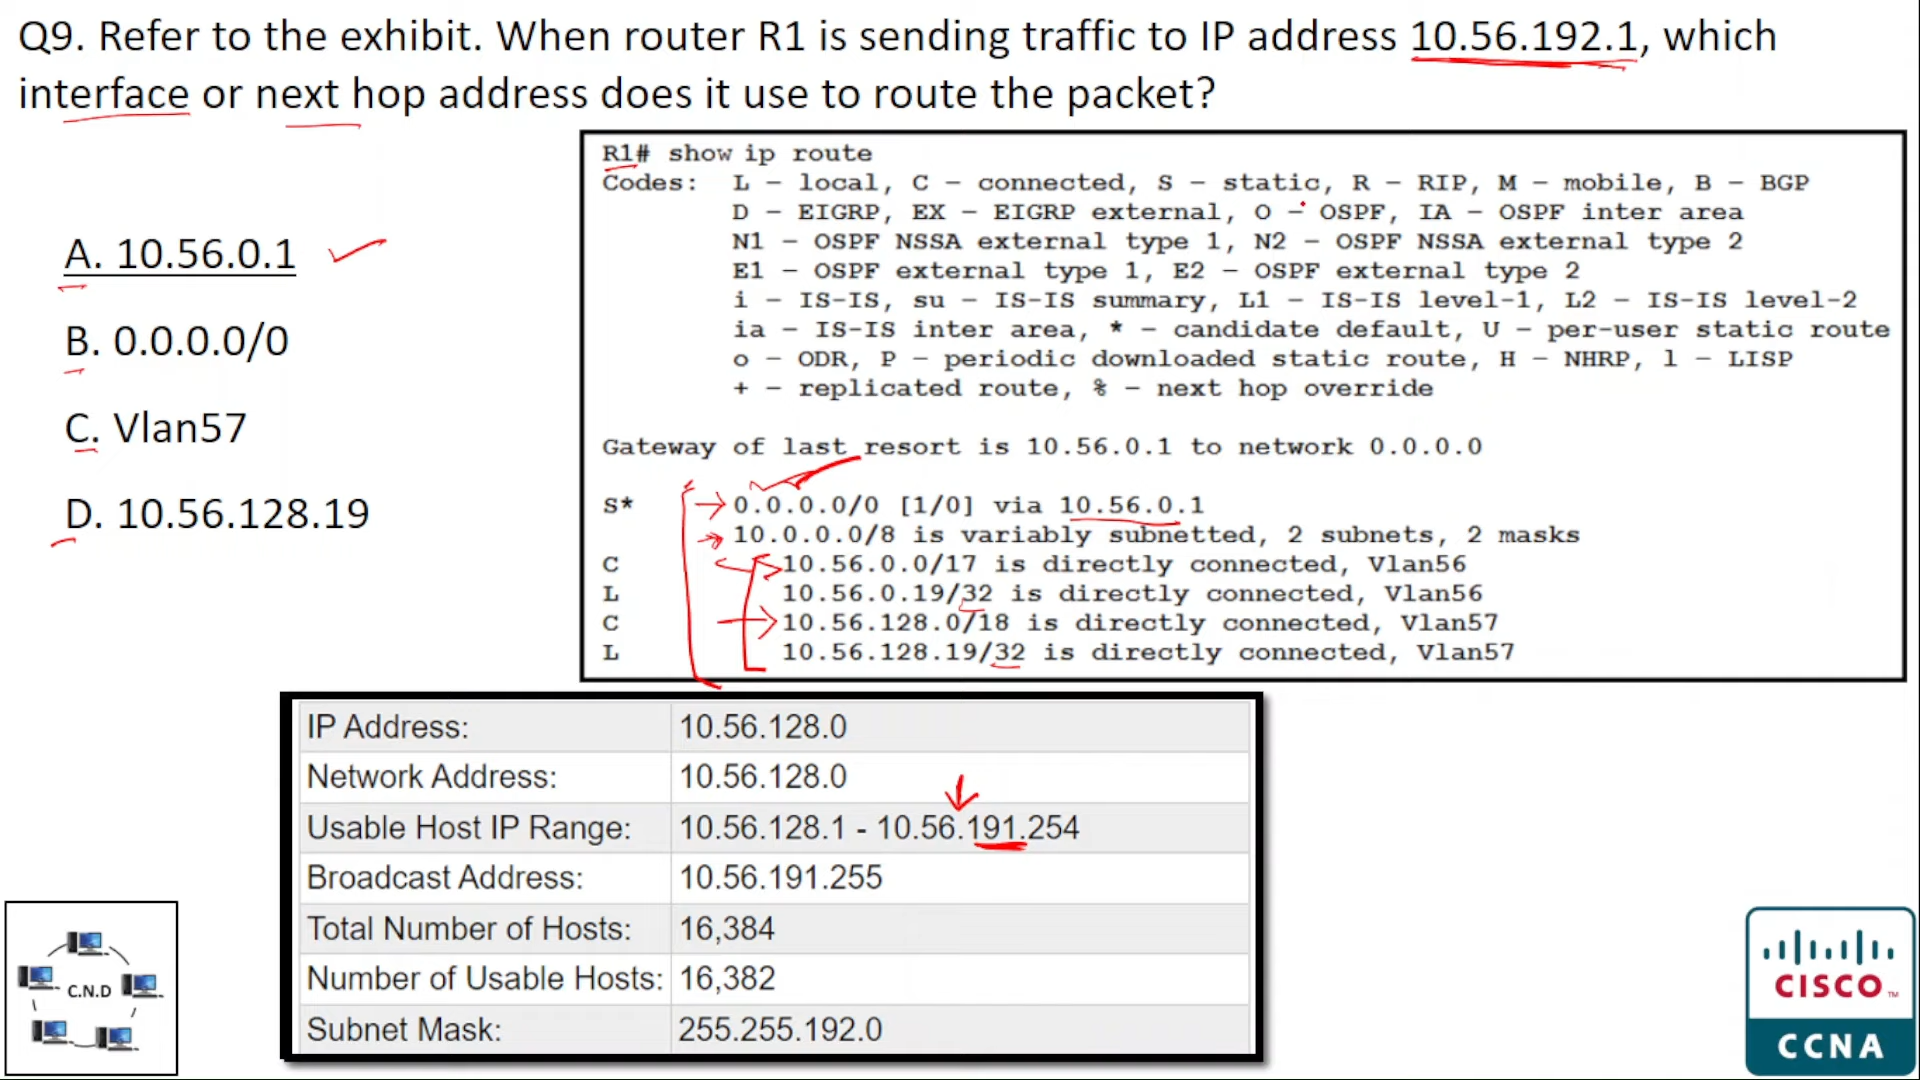 Q9. Refer to the exhibit. When router R1 is sending traffic to IP address 10.56.192.1, which
interface or next hop address does it use to route the packet?
A. 10.56.0.1
B. 0.0.0.0/0
C. Vlan57
D. 10.56.128.19
R1# show ip route
Codes: L - local, C - connected, S - static, R - RIP, M - mobile, B - BGP
D - EIGRP, EX - EIGRP external, O - OSPF, IA - OSPF inter area
N1 - OSPF NSSA external type 1, N2 - OSPF NSSA external type 2
E1 - OSPF external type 1, E2 - OSPF external type 2
i - IS-IS, su - IS-IS summary, L1 - IS-IS level-1, L2 - IS-IS level-2
ia - IS-IS inter area, * - candidate default, U - per-user static route
o - ODR, P - periodic downloaded static route, H - NHRP, l - LISP
+ - replicated route, % - next hop override
Gateway of last resort is 10.56.0.1 to network 0.0.0.0
S* 0.0.0.0/0 [1/0] via 10.56.0.1
10.0.0.0/8 is variably subnetted, 2 subnets, 2 masks
C 10.56.0.0/17 is directly connected, Vlan56
L 10.56.0.19/32 is directly connected, Vlan56
C 10.56.128.0/18 is directly connected, Vlan57
L 10.56.128.19/32 is directly connected, Vlan57
IP Address: 10.56.128.0
Network Address: 10.56.128.0
Usable Host IP Range: 10.56.128.1 - 10.56.191.254
Broadcast Address: 10.56.191.255
Total Number of Hosts: 16,384
Number of Usable Hosts: 16,382
Subnet Mask: 255.255.192.0
C.N.D
CISCO™
CCNA